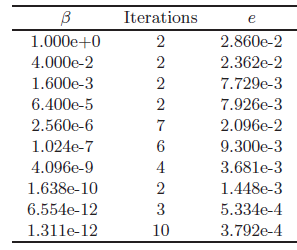 β Iterations e
1.000e+0 2 2.860e-2
4.000e-2 2 2.362e-2
1.600e-3 2 7.729e-3
6.400e-5 2 7.926e-3
2.560e-6 7 2.096e-2
1.024e-7 6 9.300e-3
4.096e-9 4 3.681e-3
1.638e-10 2 1.448e-3
6.554e-12 3 5.334e-4
1.311e-12 10 3.792e-4